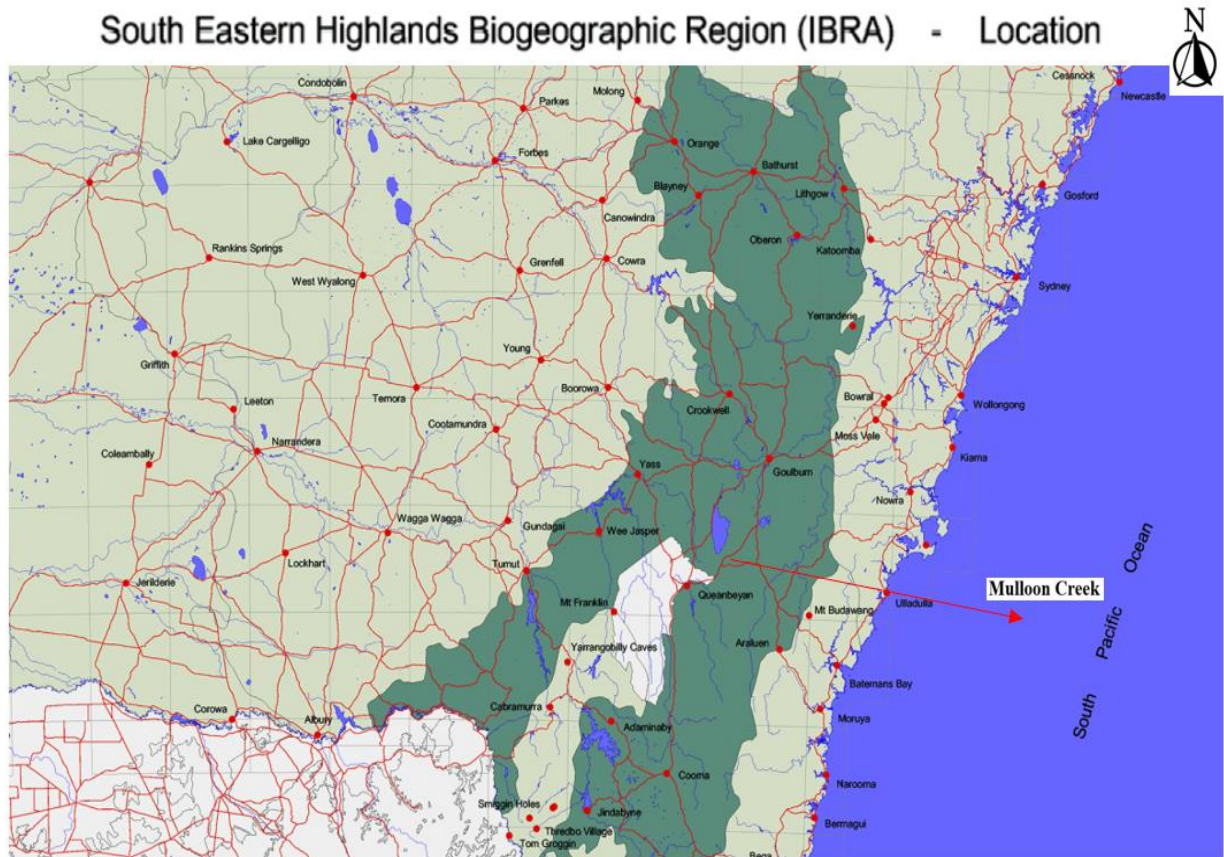 South Eastern Highlands Biogeographic Region (IBRA) - Location
N
Cessnock
Newcastle
Condobolin
Parkes
Molong
Lake Cargelligo
Forbes
Orange
Bathurst
Blayney
Lithgow
Gosford
Canowindra
Oberon
Katoomba
Rankins Springs
West Wyalong
Grenfell
Cowra
Sydney
Yerranderie
Griffith
Young
Temora
Boorowa
Leeton
Crookwell
Bowral
Wollongong
Cootamundra
Moss Vale
Narrandera
Coleambally
Yass
Goulburn
Kiama
Nowra
Wagga Wagga
Gundagai
Wee Jasper
Lockhart
Jerilderie
Tumut
Queanbeyan
Mulloon Creek
Ulladulla
Mt Franklin
Mt Budawang
Araluen
Yarrangobilly Caves
Batemans Bay
Cabramurra
Corowa
Albury
Adaminaby
Moruya
Cooma
Narooma
Smiggin Holes
Jindabyne
Thredbo Village
Tom Groggin
Bermagui
Bega
South Pacific Ocean